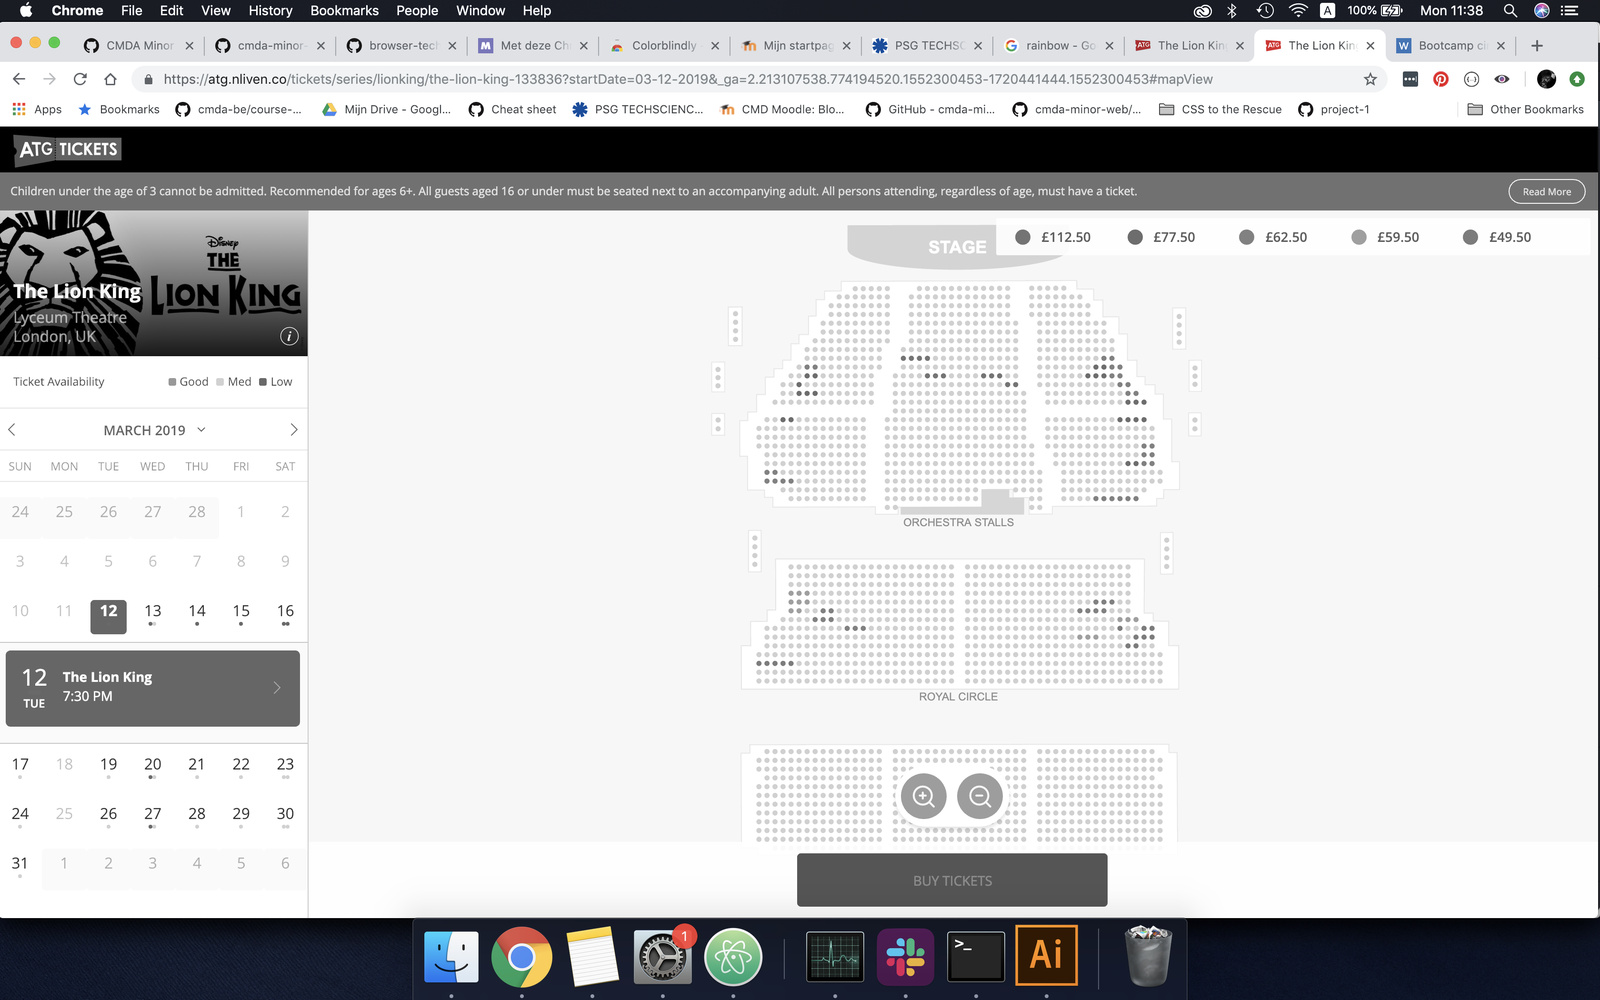 Chrome File Edit View History Bookmarks People Window Help
A 100% Mon 11:38
CMDA Minor
cmda-minor-
browser-tech
Met deze Ch
Colorblindly
Mijn startpag
PSG TECHSC
rainbow - Go
The Lion Kin
The Lion Kin
Bootcamp ci
https://atg.nliven.co/tickets/series/lionking/the-lion-king-133836?startDate=03-12-2019&_ga=2.213107538.774194520.1552300453-1720441444.1552300453#mapView
Apps Bookmarks cmda-be/course-... Mijn Drive - Googl... Cheat sheet PSG TECHSCIENC... CMD Moodle: Blo... GitHub - cmda-mi... cmda-minor-web/... CSS to the Rescue project-1 Other Bookmarks
ATG TICKETS
Children under the age of 3 cannot be admitted. Recommended for ages 6+. All guests aged 16 or under must be seated next to an accompanying adult. All persons attending, regardless of age, must have a ticket.
Read More
Disney
THE
LION KING
The Lion King
Lyceum Theatre
London, UK
Ticket Availability Good Med Low
MARCH 2019
SUN MON TUE WED THU FRI SAT
24 25 26 27 28 1 2
3 4 5 6 7 8 9
10 11 12 13 14 15 16
12 The Lion King
TUE 7:30 PM
17 18 19 20 21 22 23
24 25 26 27 28 29 30
31 1 2 3 4 5 6
STAGE
£112.50 £77.50 £62.50 £59.50 £49.50
ORCHESTRA STALLS
ROYAL CIRCLE
BUY TICKETS
1
>_
Ai